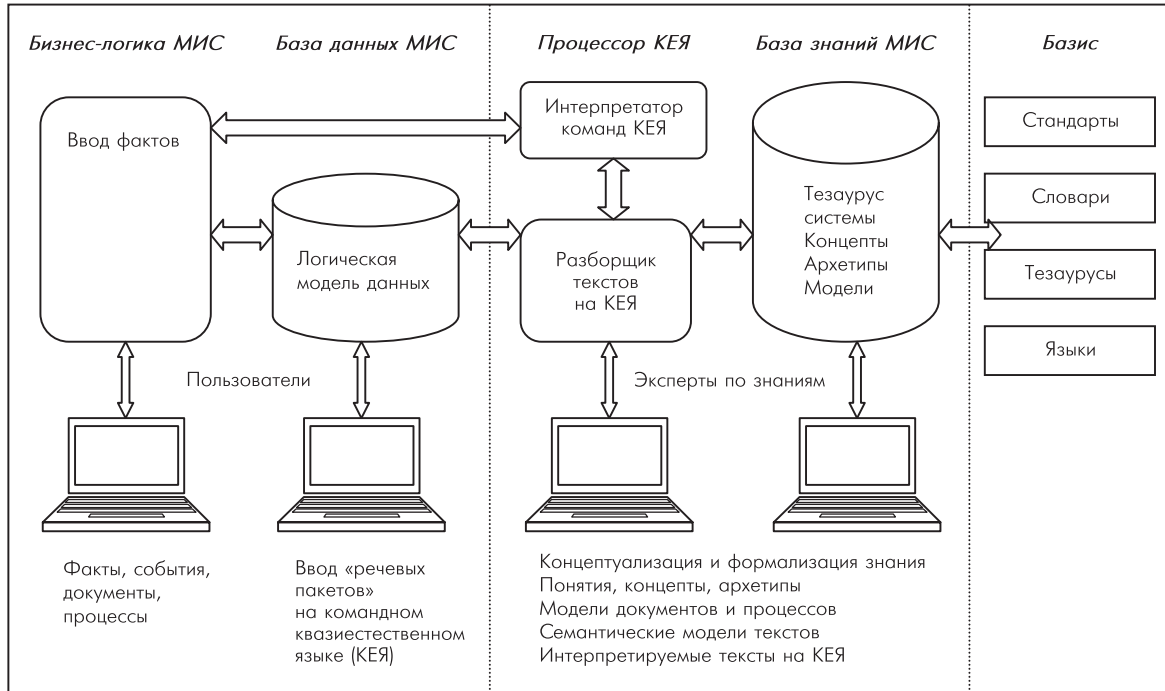 Бизнес-логика МИС
База данных МИС
Процессор КЕЯ
База знаний МИС
Базис
Ввод фактов
Интерпретатор
команд КЕЯ
Логическая
модель данных
Разборщик
текстов
на КЕЯ
Тезаурус
системы
Концепты
Архетипы
Модели
Стандарты
Словари
Тезаурусы
Языки
Пользователи
Эксперты по знаниям
Факты, события,
документы,
процессы
Ввод «речевых
пакетов»
на командном
квазиестественном
языке (КЕЯ)
Концептуализация и формализация знания
Понятия, концепты, архетипы
Модели документов и процессов
Семантические модели текстов
Интерпретируемые тексты на КЕЯ